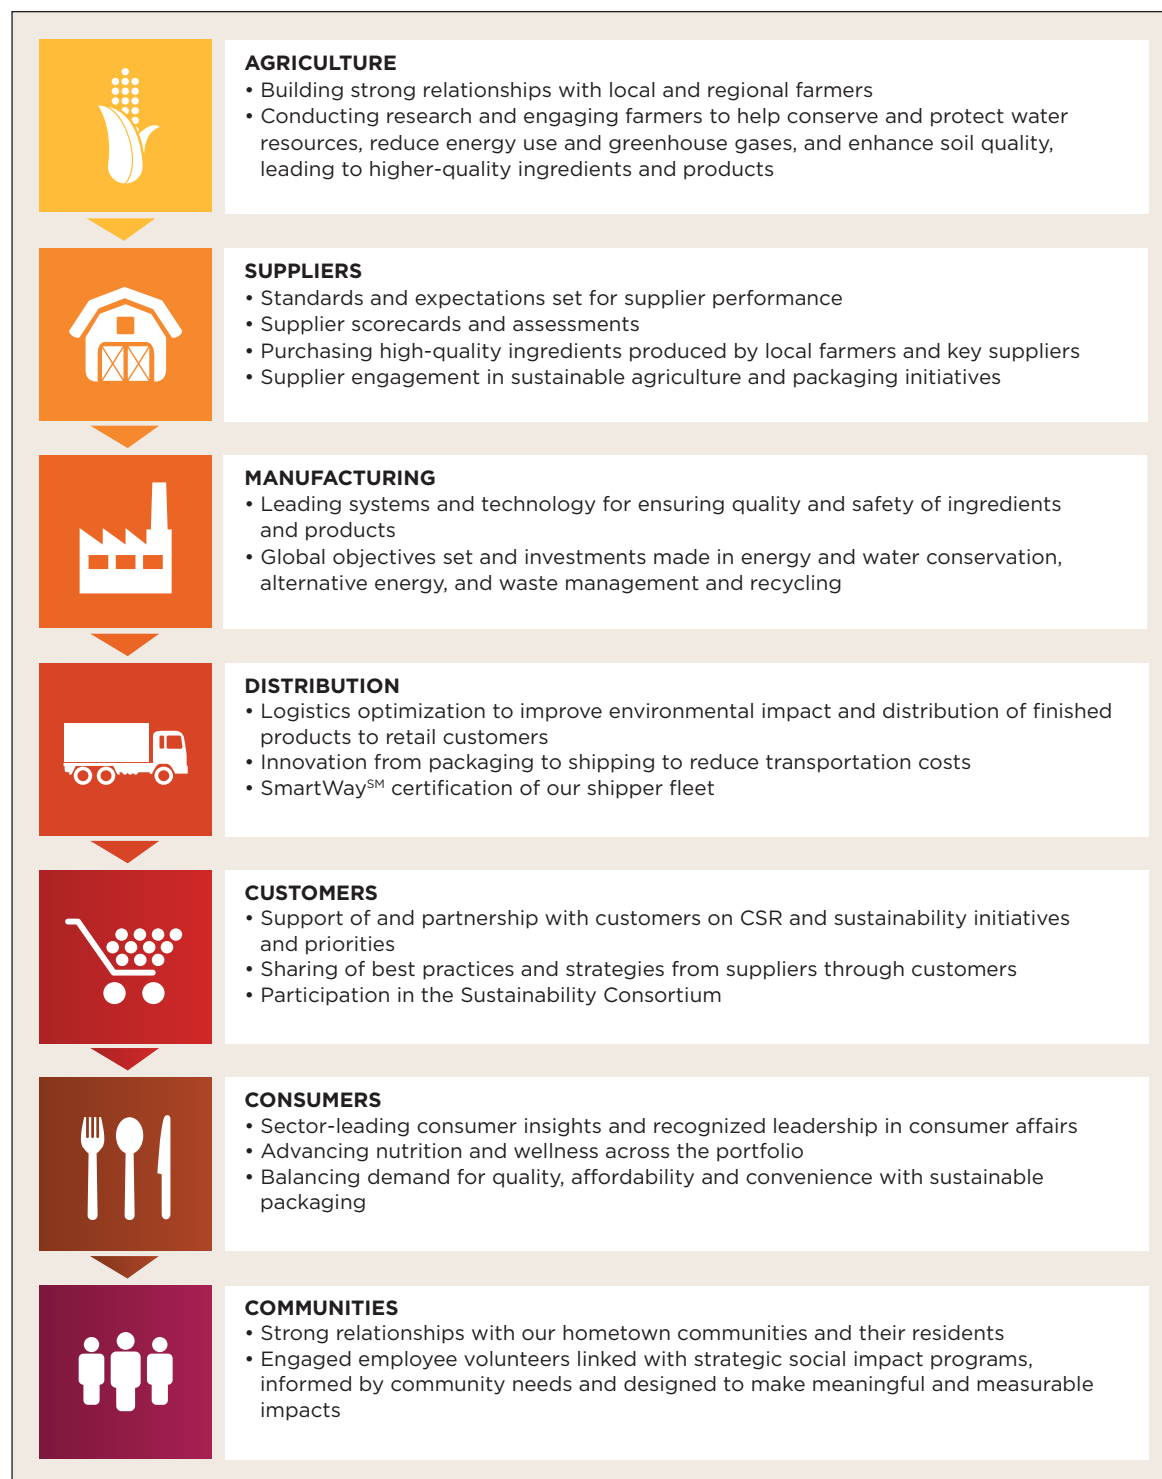 AGRICULTURE
• Building strong relationships with local and regional farmers
• Conducting research and engaging farmers to help conserve and protect water
resources, reduce energy use and greenhouse gases, and enhance soil quality,
leading to higher-quality ingredients and products
SUPPLIERS
• Standards and expectations set for supplier performance
• Supplier scorecards and assessments
• Purchasing high-quality ingredients produced by local farmers and key suppliers
• Supplier engagement in sustainable agriculture and packaging initiatives
MANUFACTURING
• Leading systems and technology for ensuring quality and safety of ingredients
and products
• Global objectives set and investments made in energy and water conservation,
alternative energy, and waste management and recycling
DISTRIBUTION
• Logistics optimization to improve environmental impact and distribution of finished
products to retail customers
• Innovation from packaging to shipping to reduce transportation costs
• SmartWay℠ certification of our shipper fleet
CUSTOMERS
• Support of and partnership with customers on CSR and sustainability initiatives
and priorities
• Sharing of best practices and strategies from suppliers through customers
• Participation in the Sustainability Consortium
CONSUMERS
• Sector-leading consumer insights and recognized leadership in consumer affairs
• Advancing nutrition and wellness across the portfolio
• Balancing demand for quality, affordability and convenience with sustainable
packaging
COMMUNITIES
• Strong relationships with our hometown communities and their residents
• Engaged employee volunteers linked with strategic social impact programs,
informed by community needs and designed to make meaningful and measurable
impacts